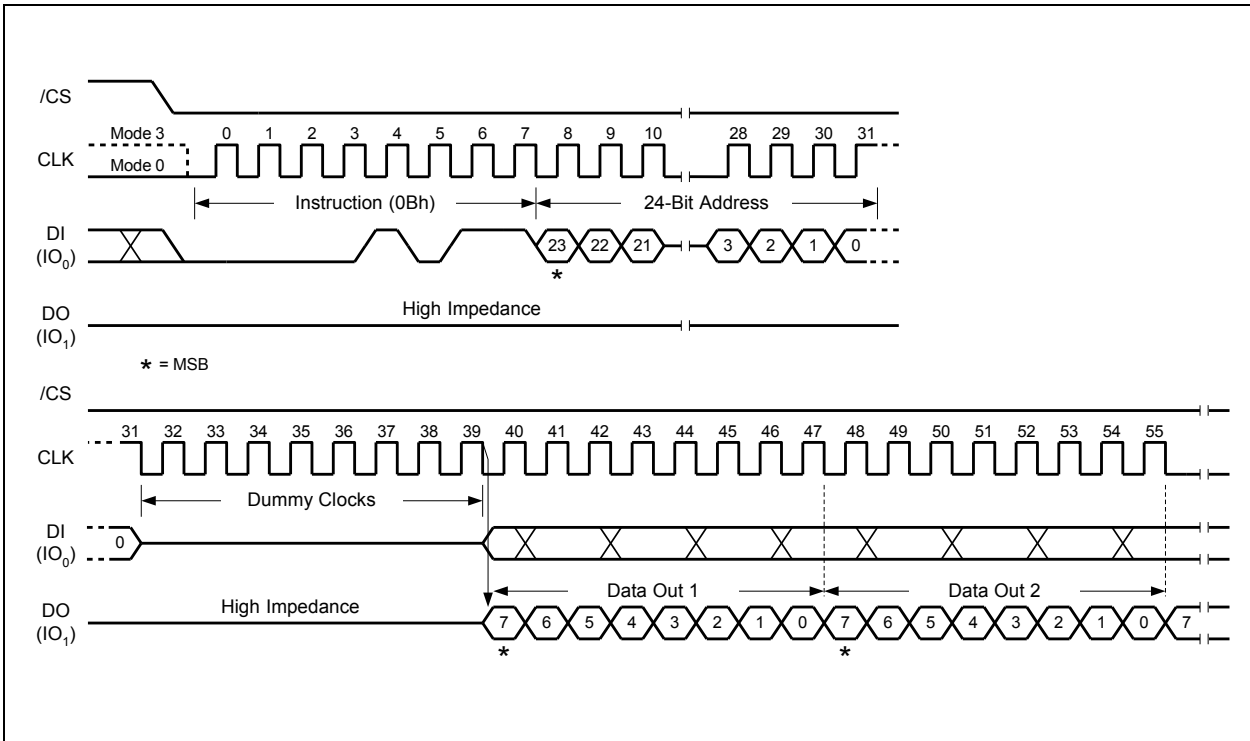 /CS
Mode 3 0 1 2 3 4 5 6 7 8 9 10 28 29 30 31
CLK
Mode 0
Instruction (0Bh) 24-Bit Address
DI
(IO0)
23 22 21 3 2 1 0
*
High Impedance
DO
(IO1)
* = MSB
/CS
31 32 33 34 35 36 37 38 39 40 41 42 43 44 45 46 47 48 49 50 51 52 53 54 55
CLK
Dummy Clocks
DI
(IO0)
0
Data Out 1 Data Out 2
High Impedance
DO
(IO1)
7 6 5 4 3 2 1 0 7 6 5 4 3 2 1 0 7
* *